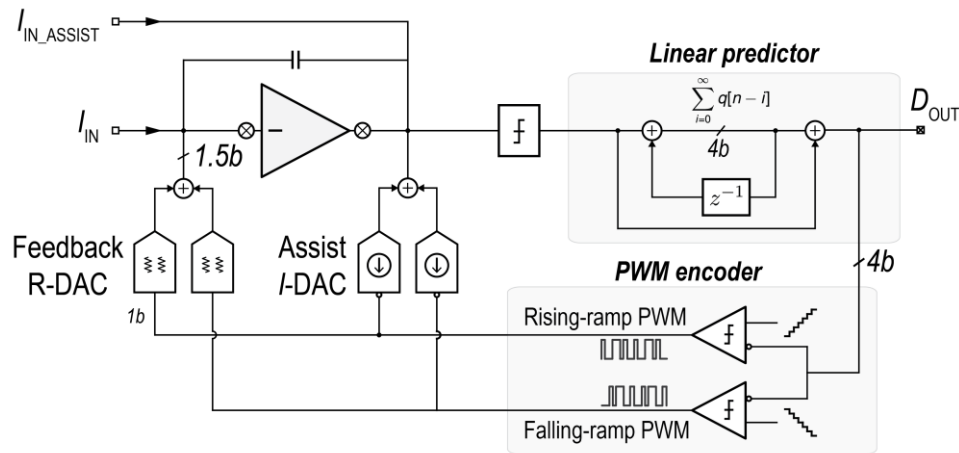 I_IN_ASSIST
Linear predictor
∞
∑ q[n − i]
i=0
D_OUT
I_IN
−
1.5b
+
+
4b
z⁻¹
+
+
Feedback
R-DAC
Assist
I-DAC
4b
PWM encoder
1b
Rising-ramp PWM
Falling-ramp PWM